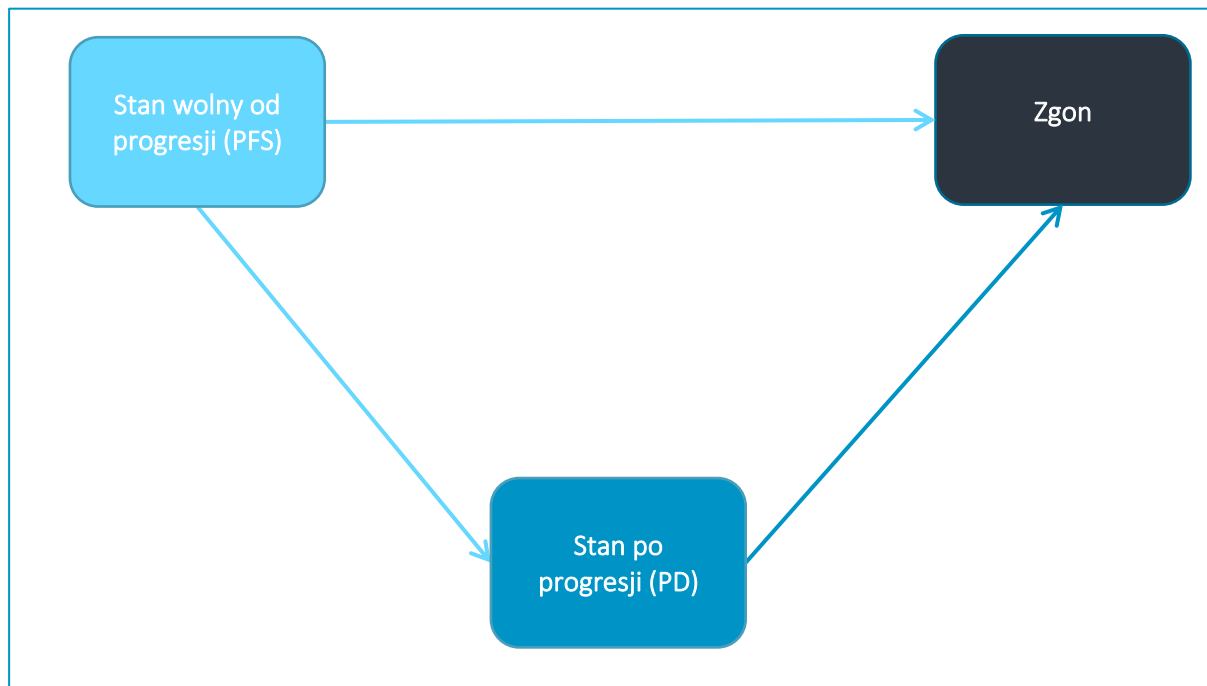 Stan wolny od
progresji (PFS)
Zgon
Stan po
progresji (PD)